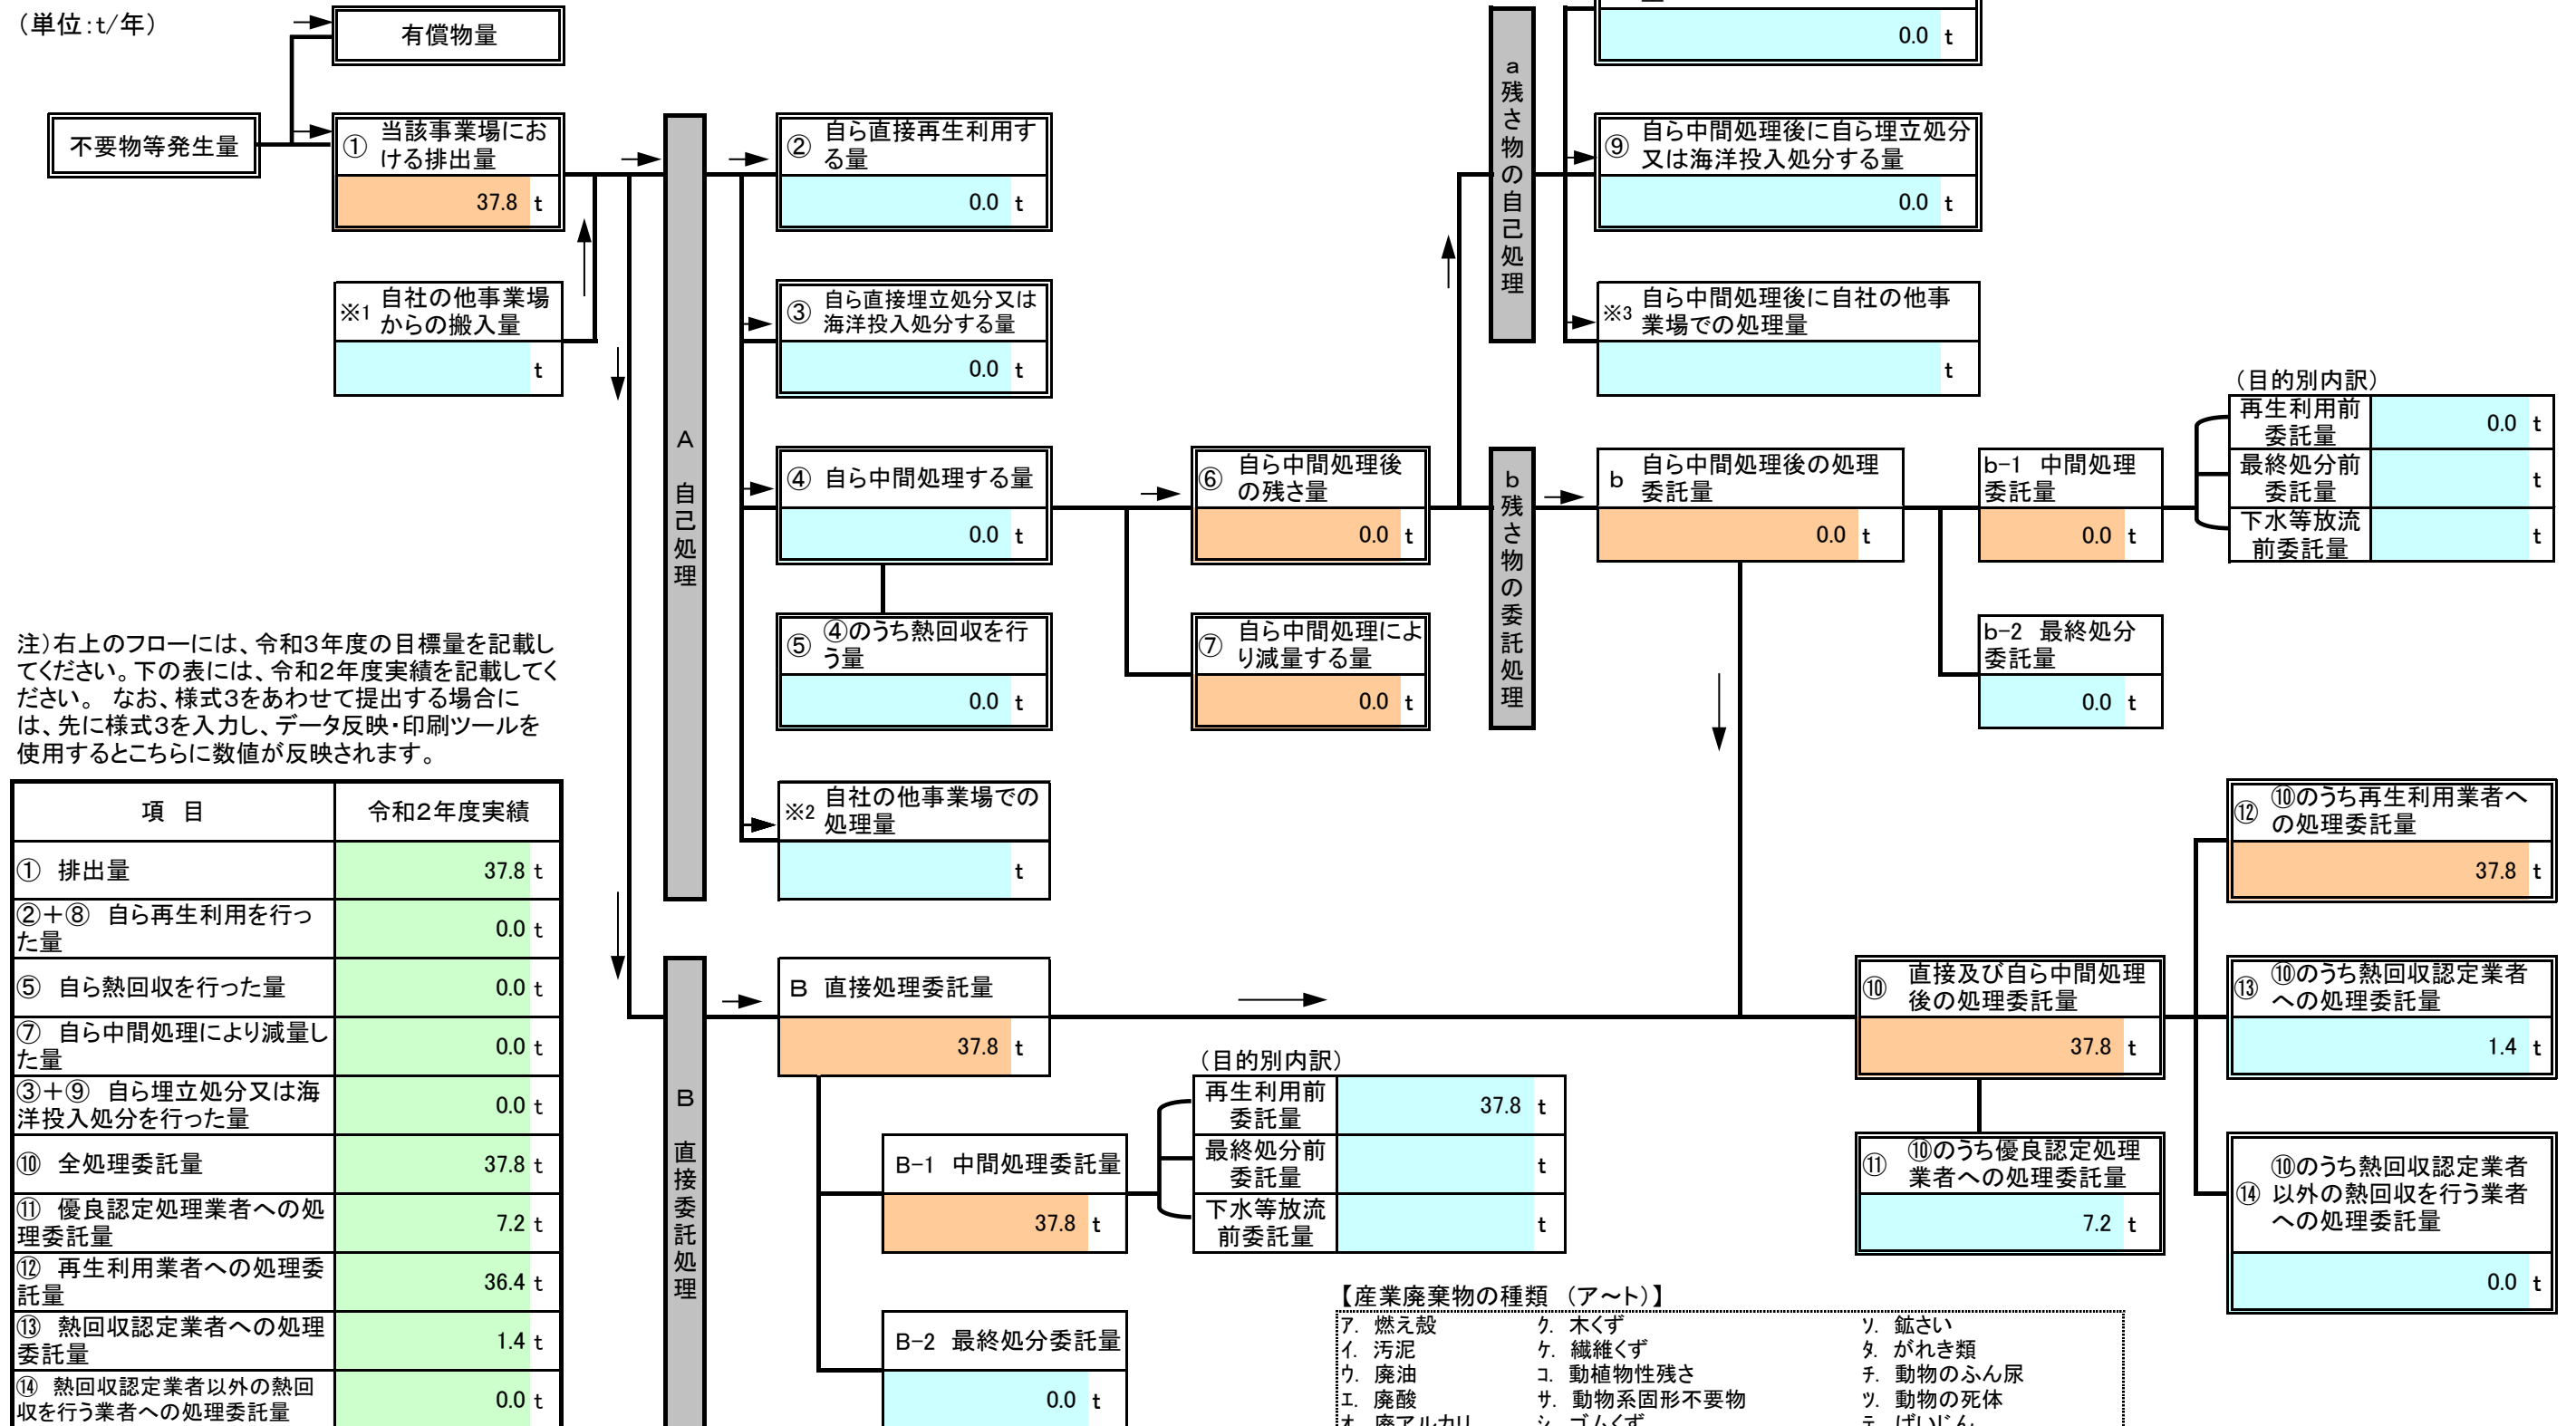 （単位：t/年）
有償物量
不要物等発生量
① 当該事業場にお
ける排出量
37.8 t
※1 自社の他事業場
からの搬入量
t
A 自己処理
② 自ら直接再生利用す
る量
0.0 t
③ 自ら直接埋立処分又は
海洋投入処分する量
0.0 t
④ 自ら中間処理する量
0.0 t
⑤ ④のうち熱回収を行
う量
0.0 t
※2 自社の他事業場での
処理量
t
⑥ 自ら中間処理後
の残さ量
0.0 t
⑦ 自ら中間処理によ
り減量する量
0.0 t
a 残さ物の自己処理
0.0 t
⑨ 自ら中間処理後に自ら埋立処分
又は海洋投入処分する量
0.0 t
※3 自ら中間処理後に自社の他事
業場での処理量
t
b 残さ物の委託処理
b 自ら中間処理後の処理
委託量
0.0 t
b-1 中間処理
委託量
0.0 t
（目的別内訳）
再生利用前
委託量
0.0 t
最終処分前
委託量
t
下水等放流
前委託量
t
b-2 最終処分
委託量
0.0 t
注）右上のフローには、令和3年度の目標量を記載し
てください。下の表には、令和2年度実績を記載してく
ださい。 なお、様式3をあわせて提出する場合に
は、先に様式3を入力し、データ反映・印刷ツールを
使用するとこちらに数値が反映されます。
項 目 令和2年度実績
① 排出量 37.8 t
②＋⑧ 自ら再生利用を行っ
た量 0.0 t
⑤ 自ら熱回収を行った量 0.0 t
⑦ 自ら中間処理により減量し
た量 0.0 t
③＋⑨ 自ら埋立処分又は海
洋投入処分を行った量 0.0 t
⑩ 全処理委託量 37.8 t
⑪ 優良認定処理業者への処
理委託量 7.2 t
⑫ 再生利用業者への処理委
託量 36.4 t
⑬ 熱回収認定業者への処理
委託量 1.4 t
⑭ 熱回収認定業者以外の熱回
収を行う業者への処理委託量 0.0 t
B 直接委託処理
B 直接処理委託量
37.8 t
B-1 中間処理委託量
37.8 t
（目的別内訳）
再生利用前
委託量
37.8 t
最終処分前
委託量
t
下水等放流
前委託量
t
B-2 最終処分委託量
0.0 t
⑩ 直接及び自ら中間処理
後の処理委託量
37.8 t
⑪ ⑩のうち優良認定処理
業者への処理委託量
7.2 t
⑫ ⑩のうち再生利用業者へ
の処理委託量
37.8 t
⑬ ⑩のうち熱回収認定業者
への処理委託量
1.4 t
⑭ ⑩のうち熱回収認定業者
以外の熱回収を行う業者
への処理委託量
0.0 t
【産業廃棄物の種類 （ア～ト）】
ア. 燃え殻 ク. 木くず ソ. 鉱さい
イ. 汚泥 ケ. 繊維くず タ. がれき類
ウ. 廃油 コ. 動植物性残さ チ. 動物のふん尿
エ. 廃酸 サ. 動物系固形不要物 ツ. 動物の死体
オ. 廃アルカリ シ. ゴムくず テ. ばいじん